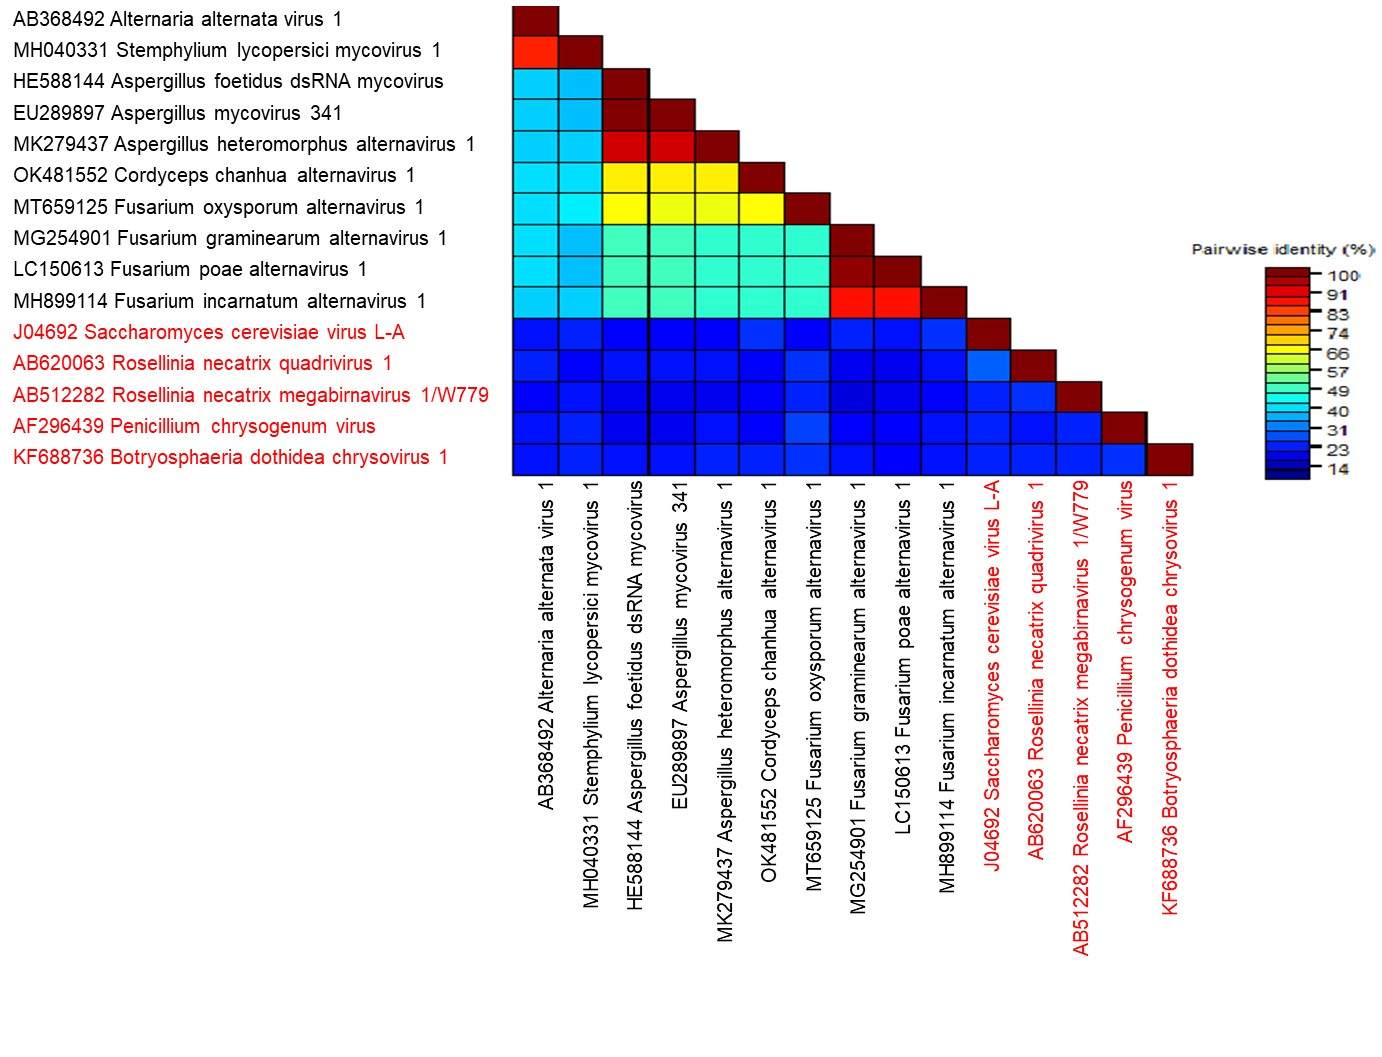 AB368492 Alternaria alternata virus 1
MH040331 Stemphylium lycopersici mycovirus 1
HE588144 Aspergillus foetidus dsRNA mycovirus
EU289897 Aspergillus mycovirus 341
MK279437 Aspergillus heteromorphus alternavirus 1
OK481552 Cordyceps chanhua alternavirus 1
MT659125 Fusarium oxysporum alternavirus 1
MG254901 Fusarium graminearum alternavirus 1
LC150613 Fusarium poae alternavirus 1
MH899114 Fusarium incarnatum alternavirus 1
J04692 Saccharomyces cerevisiae virus L-A
AB620063 Rosellinia necatrix quadrivirus 1
AB512282 Rosellinia necatrix megabirnavirus 1/W779
AF296439 Penicillium chrysogenum virus
KF688736 Botryosphaeria dothidea chrysovirus 1
Pairwise identity (%)
100
91
83
74
66
57
49
40
31
23
14
AB368492 Alternaria alternata virus 1
MH040331 Stemphylium lycopersici mycovirus 1
HE588144 Aspergillus foetidus dsRNA mycovirus
EU289897 Aspergillus mycovirus 341
MK279437 Aspergillus heteromorphus alternavirus 1
OK481552 Cordyceps chanhua alternavirus 1
MT659125 Fusarium oxysporum alternavirus 1
MG254901 Fusarium graminearum alternavirus 1
LC150613 Fusarium poae alternavirus 1
MH899114 Fusarium incarnatum alternavirus 1
J04692 Saccharomyces cerevisiae virus L-A
AB620063 Rosellinia necatrix quadrivirus 1
AB512282 Rosellinia necatrix megabirnavirus 1/W779
AF296439 Penicillium chrysogenum virus
KF688736 Botryosphaeria dothidea chrysovirus 1